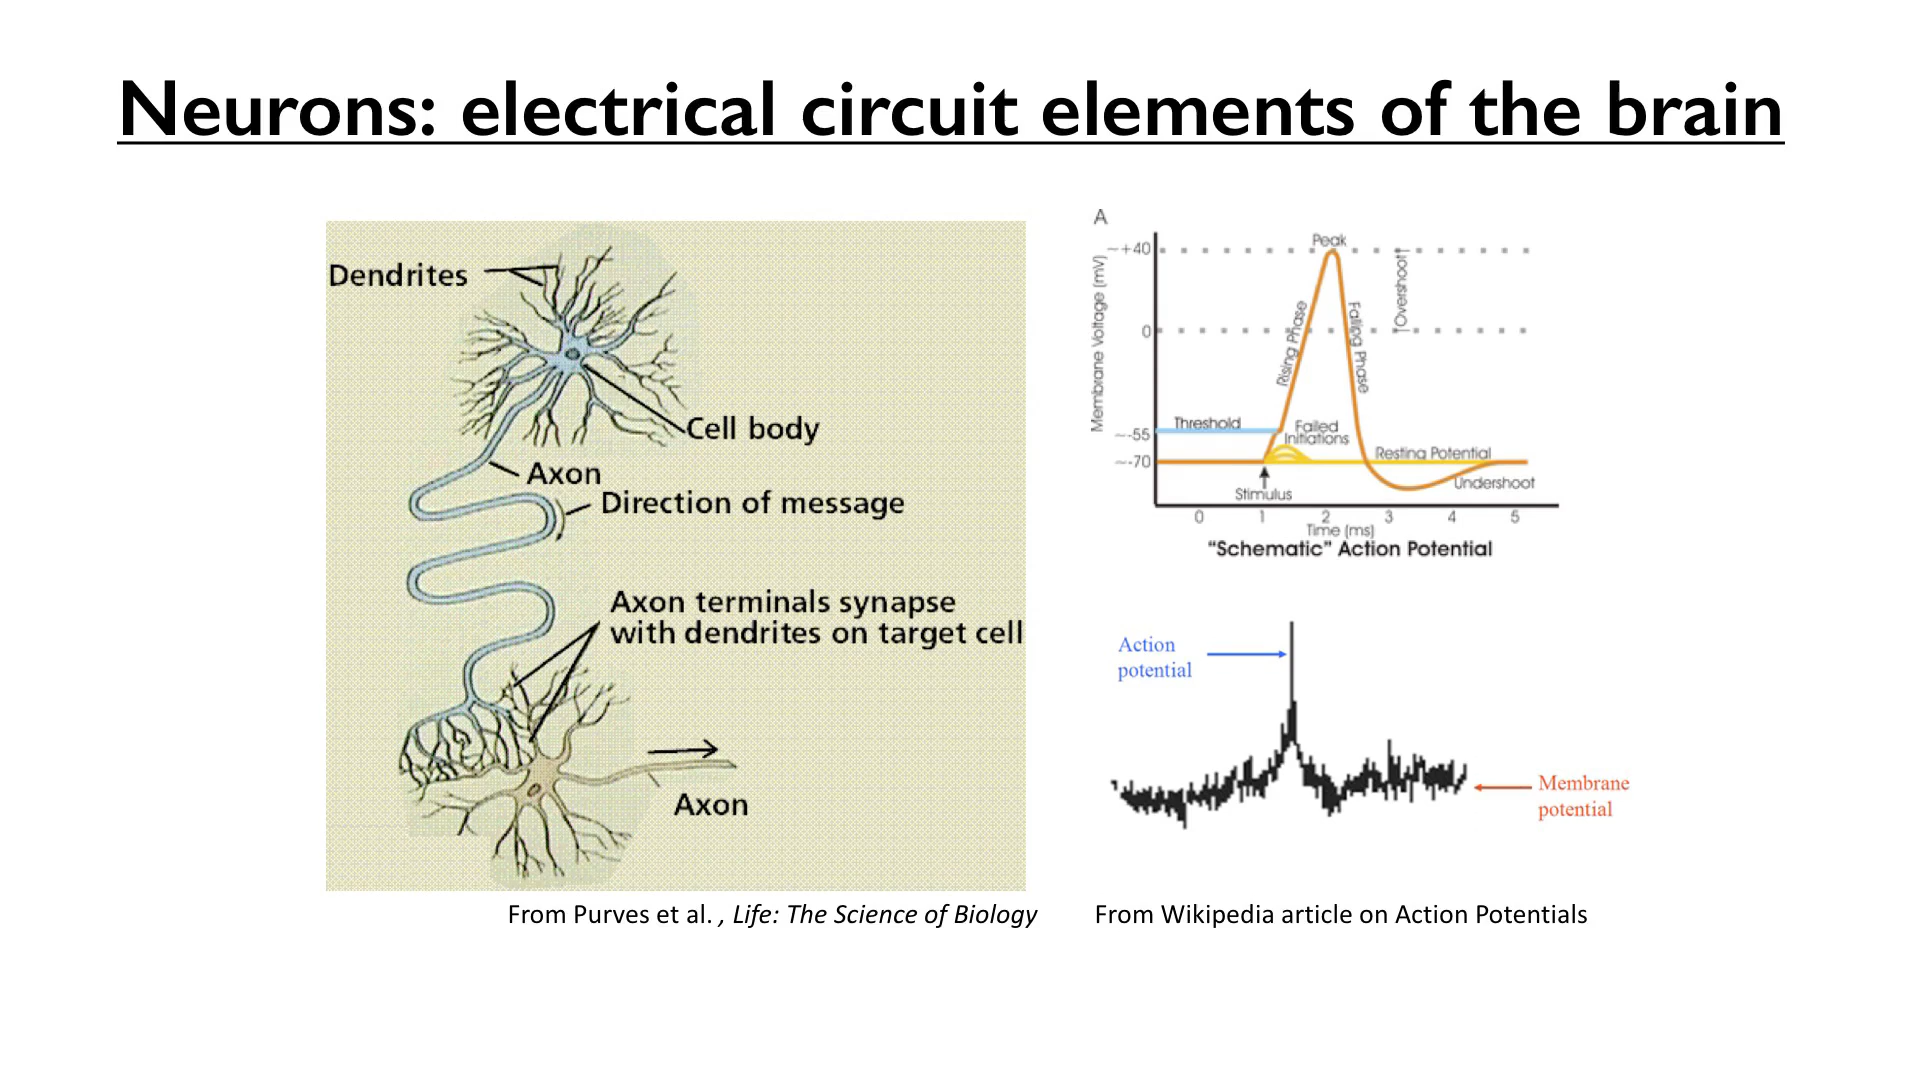 Neurons: electrical circuit elements of the brain
Dendrites
Cell body
Axon
Direction of message
Axon terminals synapse
with dendrites on target cell
Axon
From Purves et al. , Life: The Science of Biology
A
Membrane Voltage (mV)
~+40
0
~-55
~-70
Peak
Overshoot
Rising Phase
Falling Phase
Threshold
Failed
Initiations
Resting Potential
Stimulus
Undershoot
0 1 2 3 4 5
Time (ms)
“Schematic” Action Potential
Action
potential
Membrane
potential
From Wikipedia article on Action Potentials